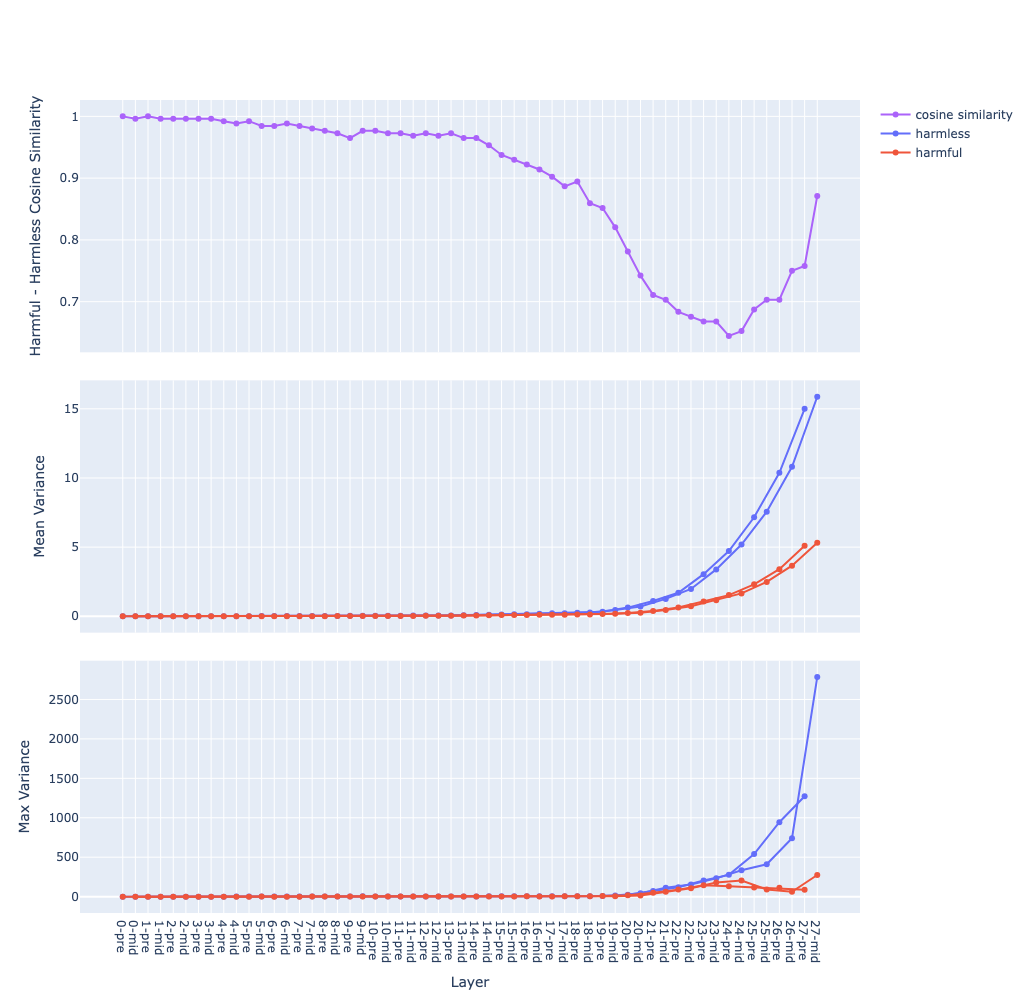 cosine similarity
harmless
harmful
Harmful - Harmless Cosine Similarity
1
0.9
0.8
0.7
Mean Variance
15
10
5
0
Max Variance
2500
2000
1500
1000
500
0
0-pre
0-mid
1-pre
1-mid
2-pre
2-mid
3-pre
3-mid
4-pre
4-mid
5-pre
5-mid
6-pre
6-mid
7-pre
7-mid
8-pre
8-mid
9-pre
9-mid
10-pre
10-mid
11-pre
11-mid
12-pre
12-mid
13-pre
13-mid
14-pre
14-mid
15-pre
15-mid
16-pre
16-mid
17-pre
17-mid
18-pre
18-mid
19-pre
19-mid
20-pre
20-mid
21-pre
21-mid
22-pre
22-mid
23-pre
23-mid
24-pre
24-mid
25-pre
25-mid
26-pre
26-mid
27-pre
27-mid
Layer